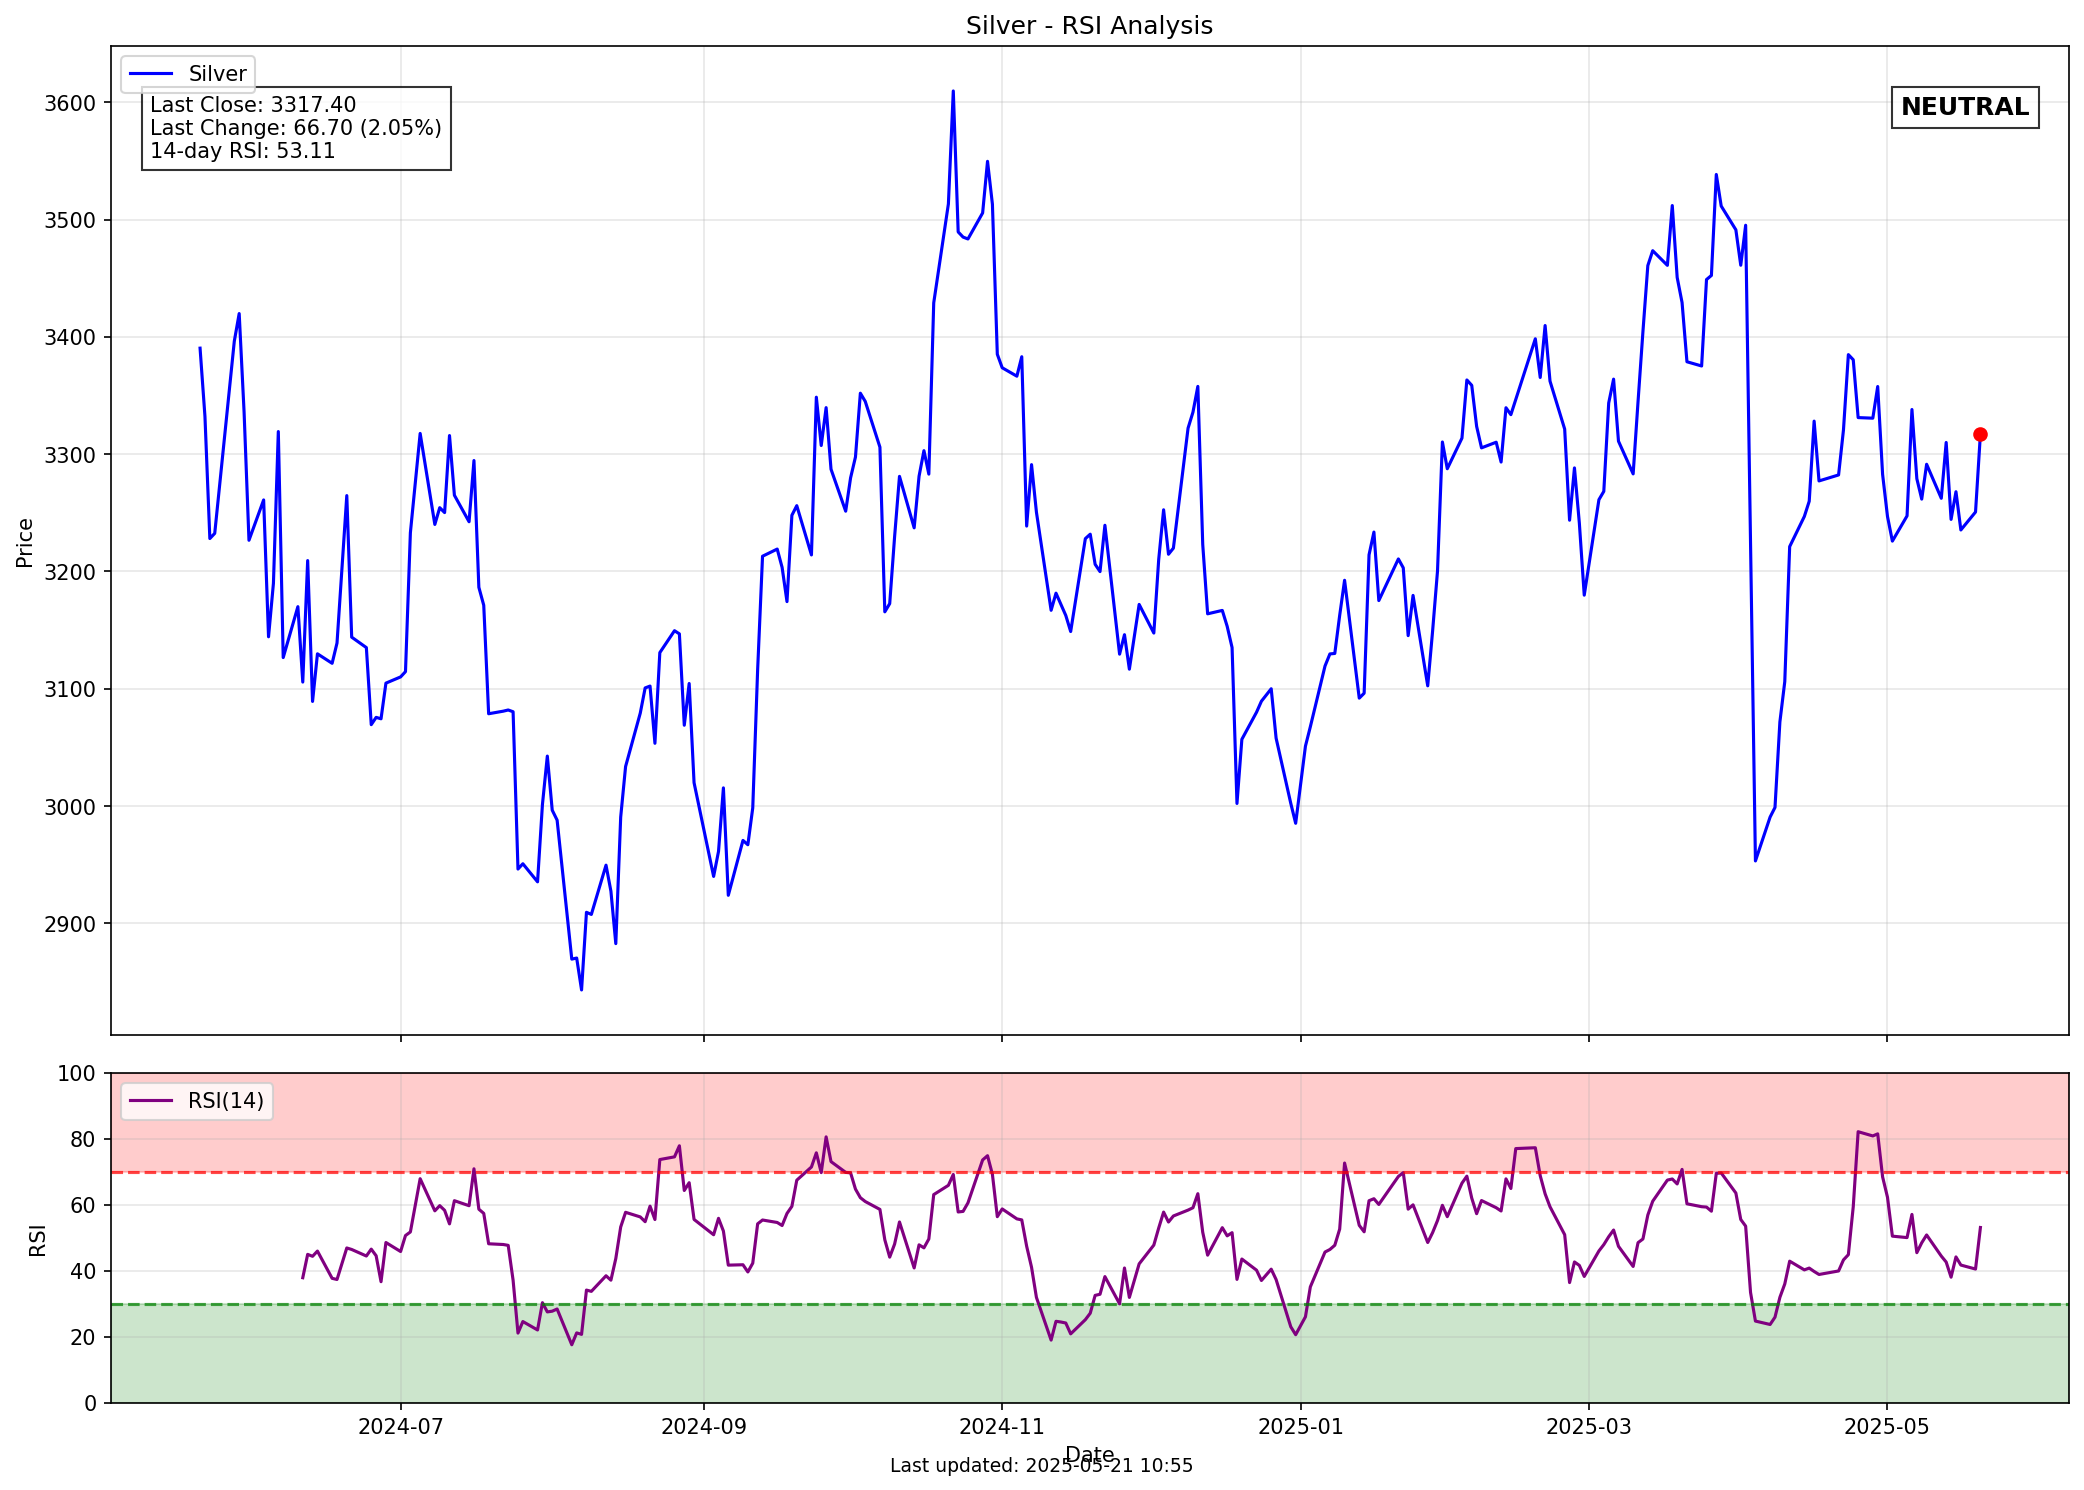 Silver - RSI Analysis
Silver
Last Close: 3317.40
Last Change: 66.70 (2.05%)
14-day RSI: 53.11
NEUTRAL
3600
3500
3400
3300
3200
3100
3000
2900
Price
RSI(14)
100
80
60
40
20
0
RSI
2024-07 2024-09 2024-11 2025-01 2025-03 2025-05
Date
Last updated: 2025-05-21 10:55